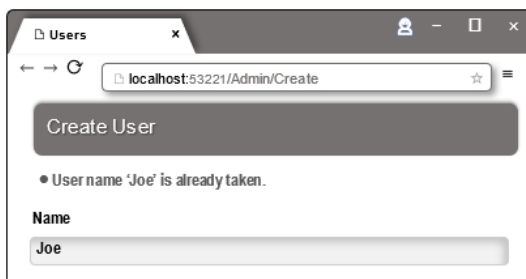 Users
localhost:53221/Admin/Create
Create User
• User name ‘Joe’ is already taken.
Name
Joe